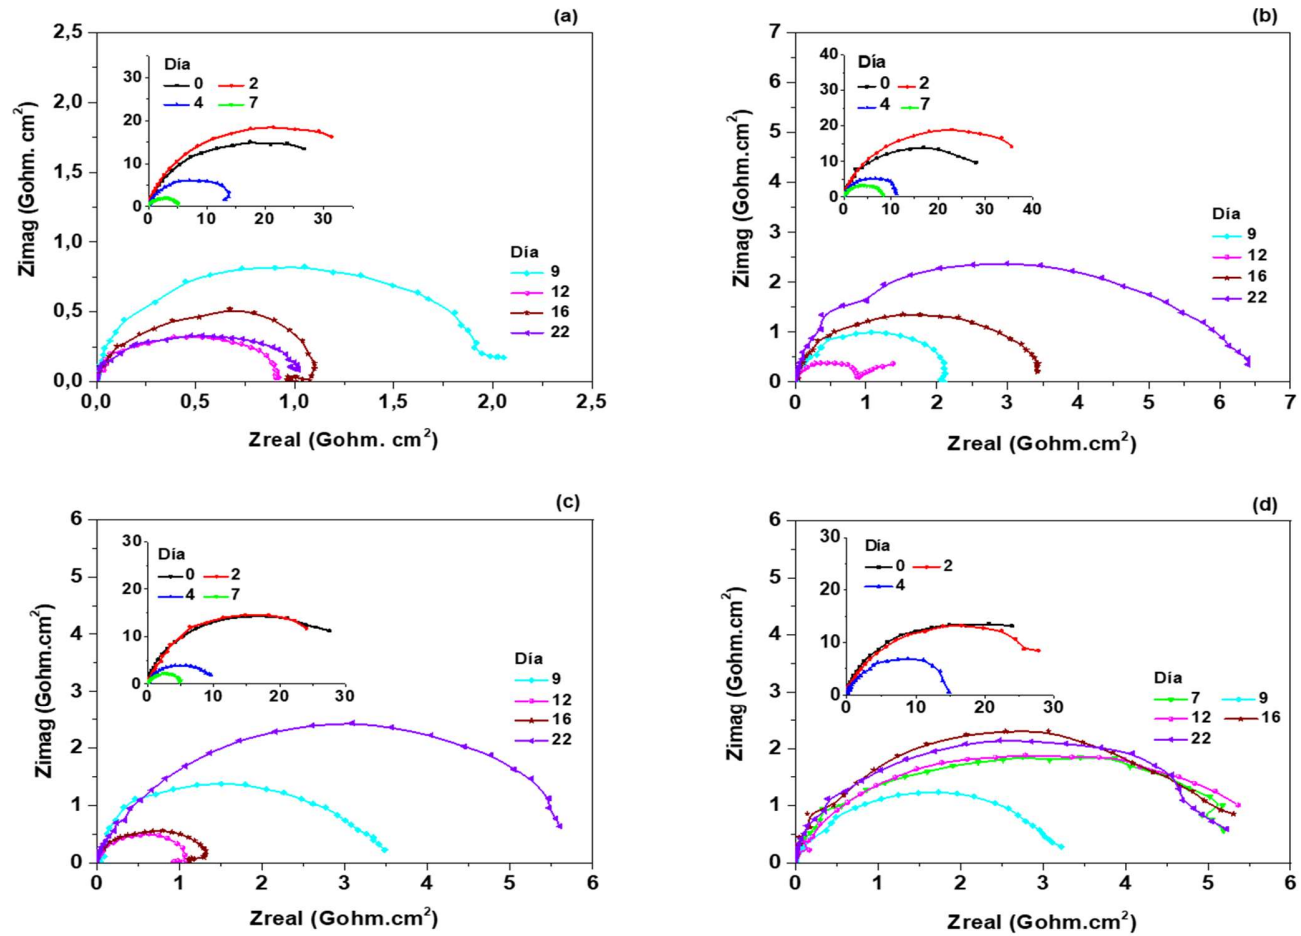 (a)
Zimag (Gohm. cm²)
2,5
2,0
1,5
1,0
0,5
0,0
Día
0 2
4 7
30
20
10
0
0 10 20 30
Día
9
12
16
22
0,0 0,5 1,0 1,5 2,0 2,5
Zreal (Gohm. cm²)
(b)
Zimag (Gohm.cm²)
7
6
5
4
3
2
1
0
Día
0 2
4 7
40
30
20
10
0
0 10 20 30 40
Día
9
12
16
22
0 1 2 3 4 5 6 7
Zreal (Gohm.cm²)
(c)
Zimag (Gohm.cm²)
6
5
4
3
2
1
0
Día
0 2
4 7
30
20
10
0
0 10 20 30
Día
9
12
16
22
0 1 2 3 4 5 6
Zreal (Gohm.cm²)
(d)
Zimag (Gohm.cm²)
6
5
4
3
2
1
0
Día
0 2
4
30
20
10
0
0 10 20 30
Día
7 9
12 16
22
0 1 2 3 4 5 6
Zreal (Gohm.cm²)